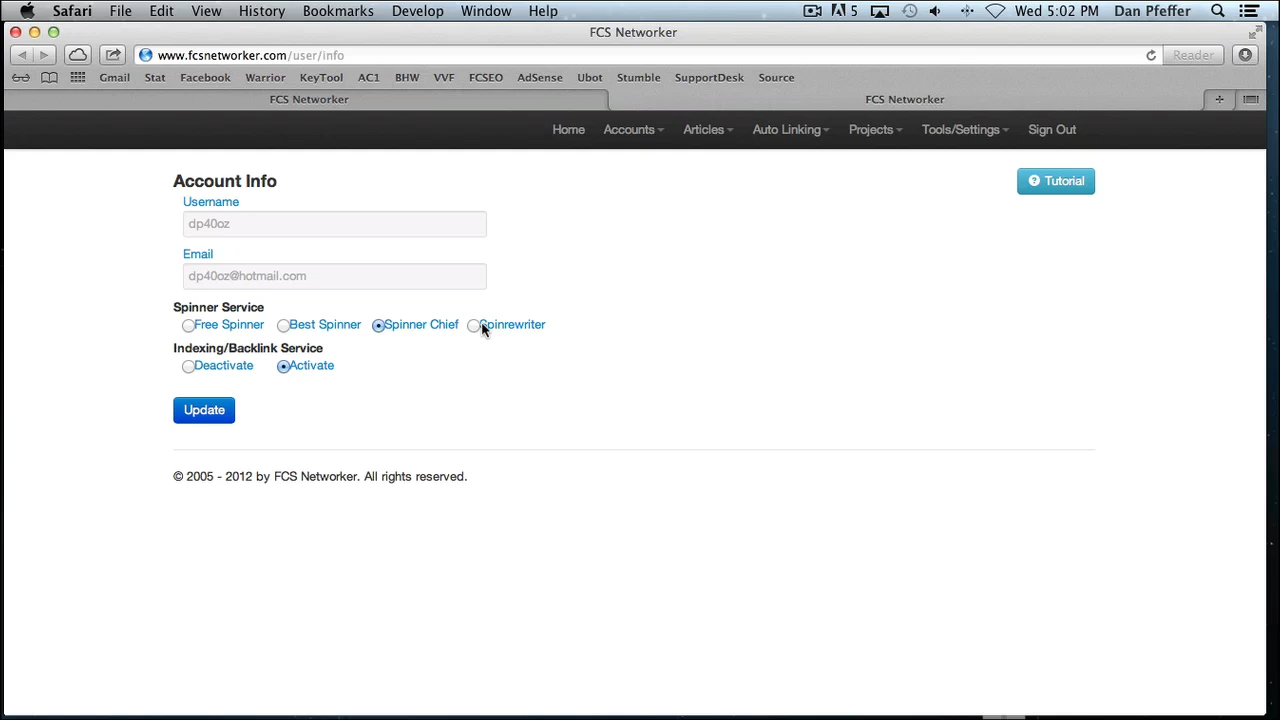 Safari File Edit View History Bookmarks Develop Window Help 5 Wed 5:02 PM Dan Pfeffer
FCS Networker
www.fcsnetworker.com/user/info Reader
Gmail Stat Facebook Warrior KeyTool AC1 BHW VVF FCSEO AdSense Ubot Stumble SupportDesk Source
FCS Networker FCS Networker
Home Accounts Articles Auto Linking Projects Tools/Settings Sign Out
Account Info
Tutorial
Username
dp40oz
Email
dp40oz@hotmail.com
Spinner Service
Free Spinner Best Spinner Spinner Chief Spinrewriter
Indexing/Backlink Service
Deactivate Activate
Update
© 2005 - 2012 by FCS Networker. All rights reserved.